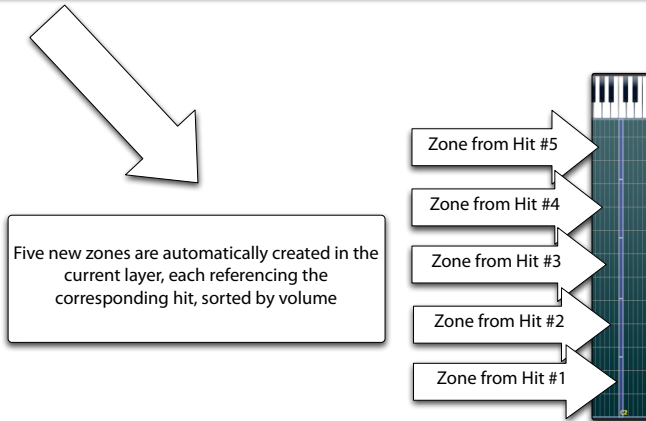 Zone from Hit #5
Zone from Hit #4
Five new zones are automatically created in the
current layer, each referencing the
corresponding hit, sorted by volume
Zone from Hit #3
Zone from Hit #2
Zone from Hit #1
C2